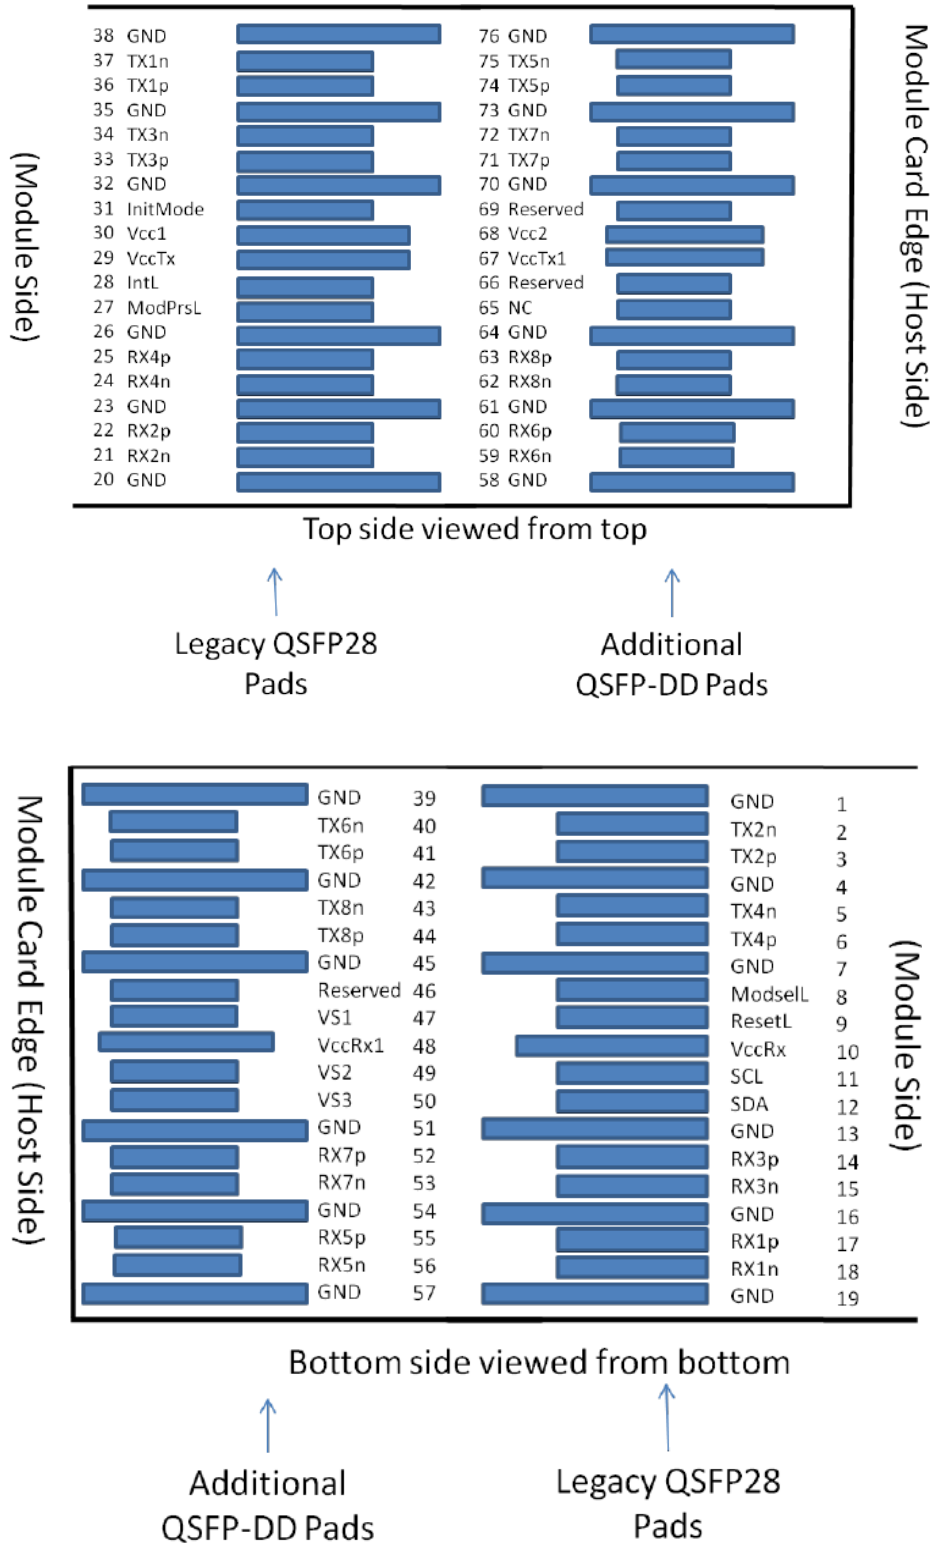 38 GND 76 GND
37 TX1n 75 TX5n
36 TX1p 74 TX5p
35 GND 73 GND
34 TX3n 72 TX7n
33 TX3p 71 TX7p
32 GND 70 GND
31 InitMode 69 Reserved
30 Vcc1 68 Vcc2
29 VccTx 67 VccTx1
28 IntL 66 Reserved
27 ModPrsL 65 NC
26 GND 64 GND
25 RX4p 63 RX8p
24 RX4n 62 RX8n
23 GND 61 GND
22 RX2p 60 RX6p
21 RX2n 59 RX6n
20 GND 58 GND
(Module Side)
Module Card Edge (Host Side)
Top side viewed from top
Legacy QSFP28
Pads
Additional
QSFP-DD Pads
GND 39 GND 1
TX6n 40 TX2n 2
TX6p 41 TX2p 3
GND 42 GND 4
TX8n 43 TX4n 5
TX8p 44 TX4p 6
GND 45 GND 7
Reserved 46 ModselL 8
VS1 47 ResetL 9
VccRx1 48 VccRx 10
VS2 49 SCL 11
VS3 50 SDA 12
GND 51 GND 13
RX7p 52 RX3p 14
RX7n 53 RX3n 15
GND 54 GND 16
RX5p 55 RX1p 17
RX5n 56 RX1n 18
GND 57 GND 19
Module Card Edge (Host Side)
(Module Side)
Bottom side viewed from bottom
Additional
QSFP-DD Pads
Legacy QSFP28
Pads